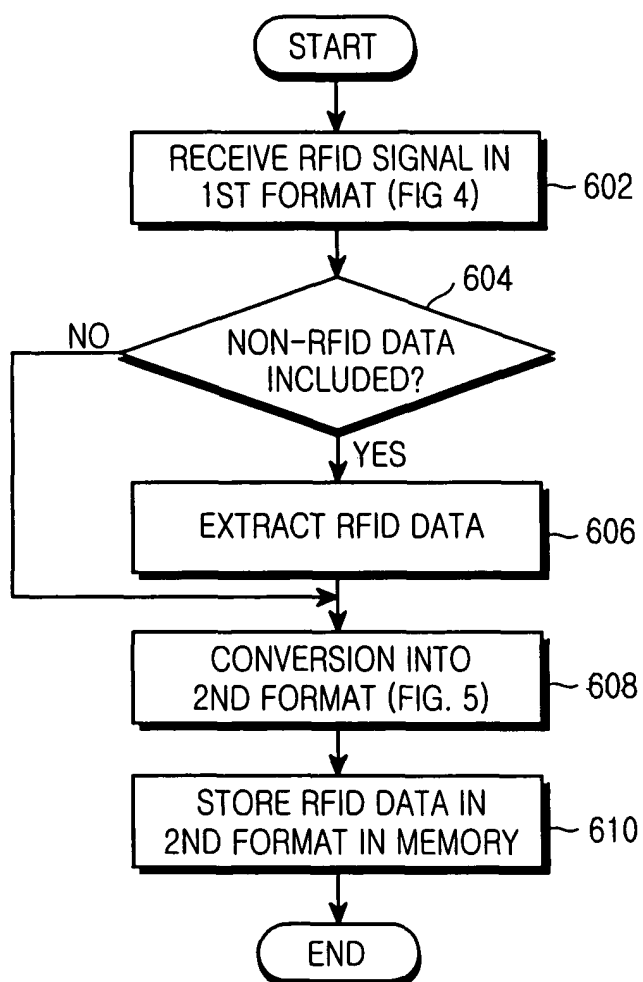 START
RECEIVE RFID SIGNAL IN
1ST FORMAT (FIG 4)
602
604
NON-RFID DATA
INCLUDED?
NO
YES
EXTRACT RFID DATA
606
CONVERSION INTO
2ND FORMAT (FIG. 5)
608
STORE RFID DATA IN
2ND FORMAT IN MEMORY
610
END